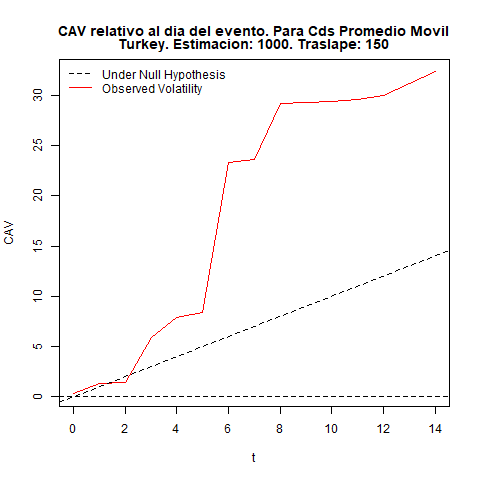 CAV relativo al dia del evento. Para Cds Promedio Movil
Turkey. Estimacion: 1000. Traslape: 150
Under Null Hypothesis
Observed Volatility
30
25
20
15
10
5
0
CAV
0 2 4 6 8 10 12 14
t